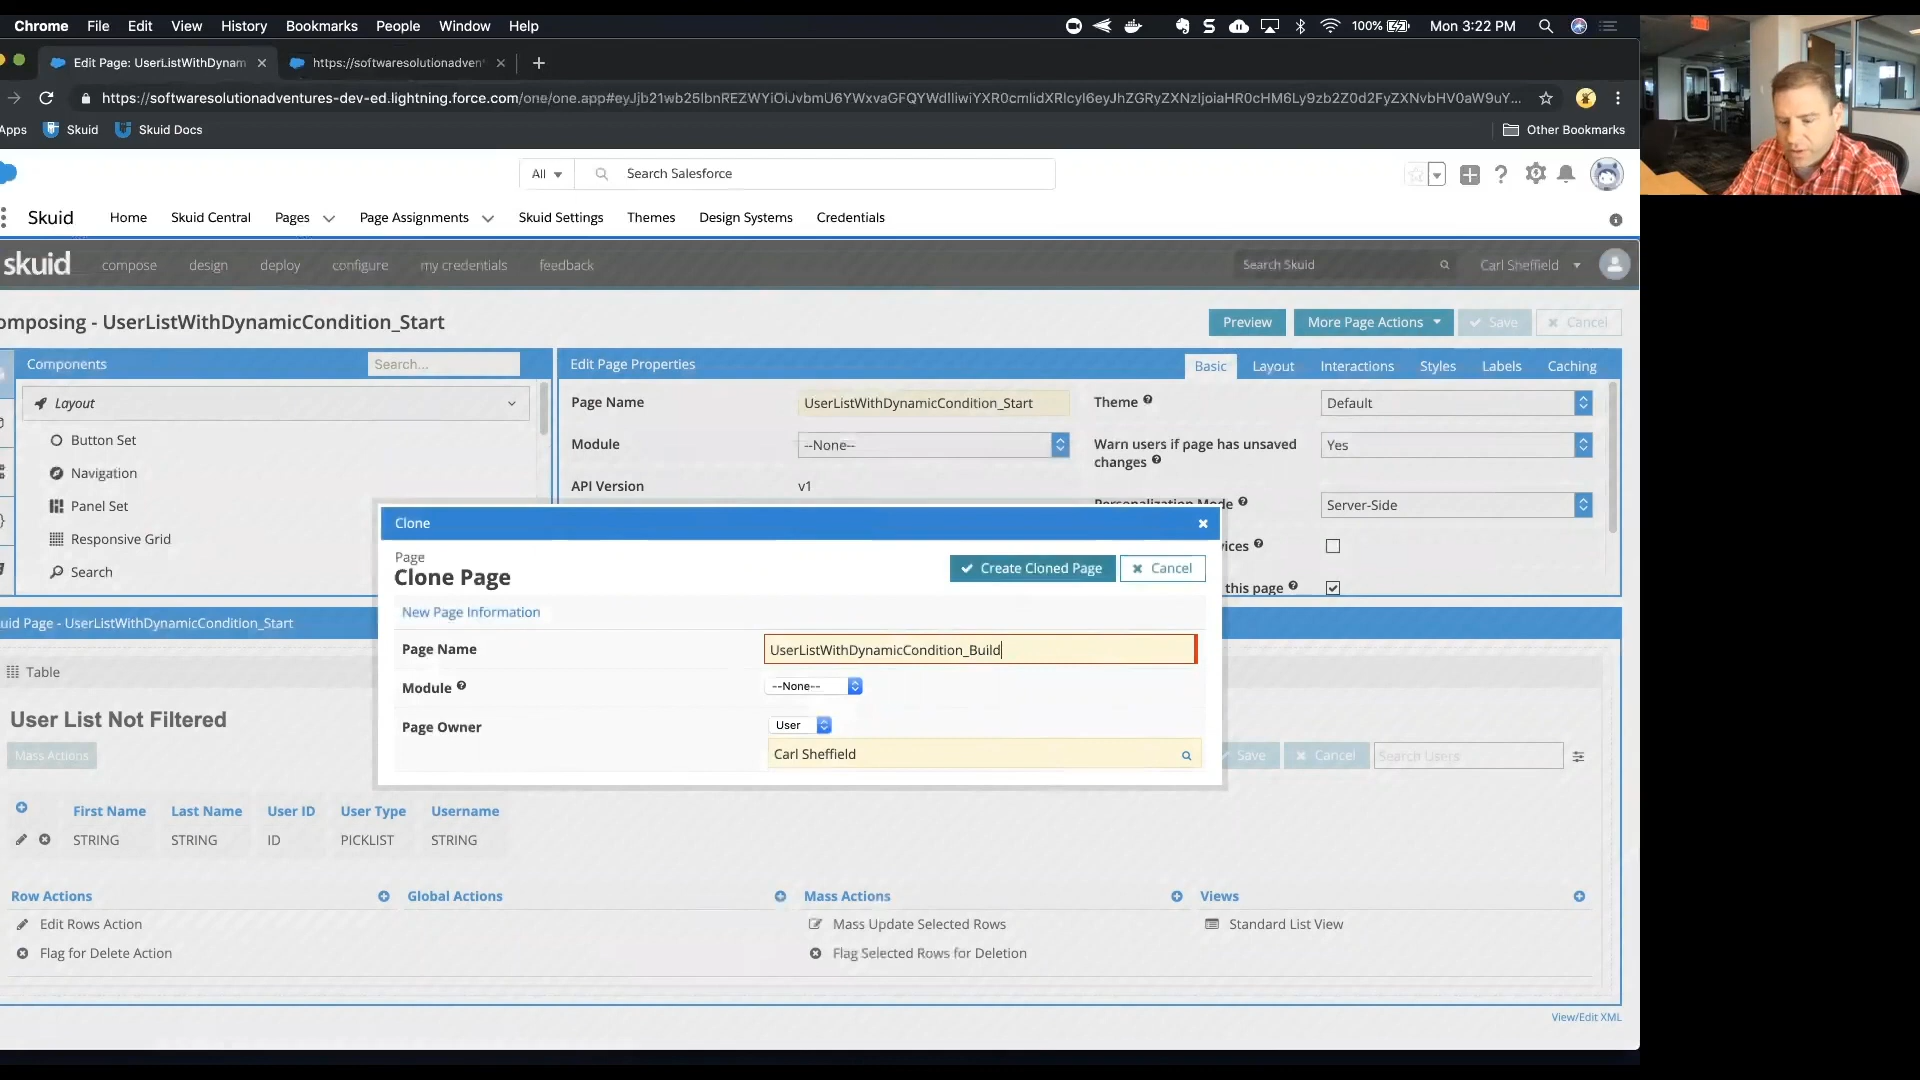 Chrome File Edit View History Bookmarks People Window Help 100% Mon 3:22 PM
Edit Page: UserListWithDynam https://softwaresolutionadven
https://softwaresolutionadventures-dev-ed.lightning.force.com/one/one.app#
Apps Skuid Skuid Docs Other Bookmarks
All Search Salesforce
Skuid Home Skuid Central Pages Page Assignments Skuid Settings Themes Design Systems Credentials
skuid compose design deploy configure my credentials feedback Search Skuid Carl Sheffield
omposing - UserListWithDynamicCondition_Start Preview More Page Actions Save Cancel
Components Search... Edit Page Properties Basic Layout Interactions Styles Labels Caching
Layout Page Name UserListWithDynamicCondition_Start Theme Default
Button Set Module --None-- Warn users if page has unsaved changes Yes
Navigation
API Version v1
Panel Set Personalization Mode Server-Side
Responsive Grid ices
Search this page
Clone
Page
Clone Page Create Cloned Page Cancel
New Page Information
Page Name UserListWithDynamicCondition_Build
Module --None--
Page Owner User
Carl Sheffield
uid Page - UserListWithDynamicCondition_Start
Table
User List Not Filtered
Mass Actions Save Cancel Search Users
First Name Last Name User ID User Type Username
STRING STRING ID PICKLIST STRING
Row Actions Global Actions Mass Actions Views
Edit Rows Action Mass Update Selected Rows Standard List View
Flag for Delete Action Flag Selected Rows for Deletion
View/Edit XML